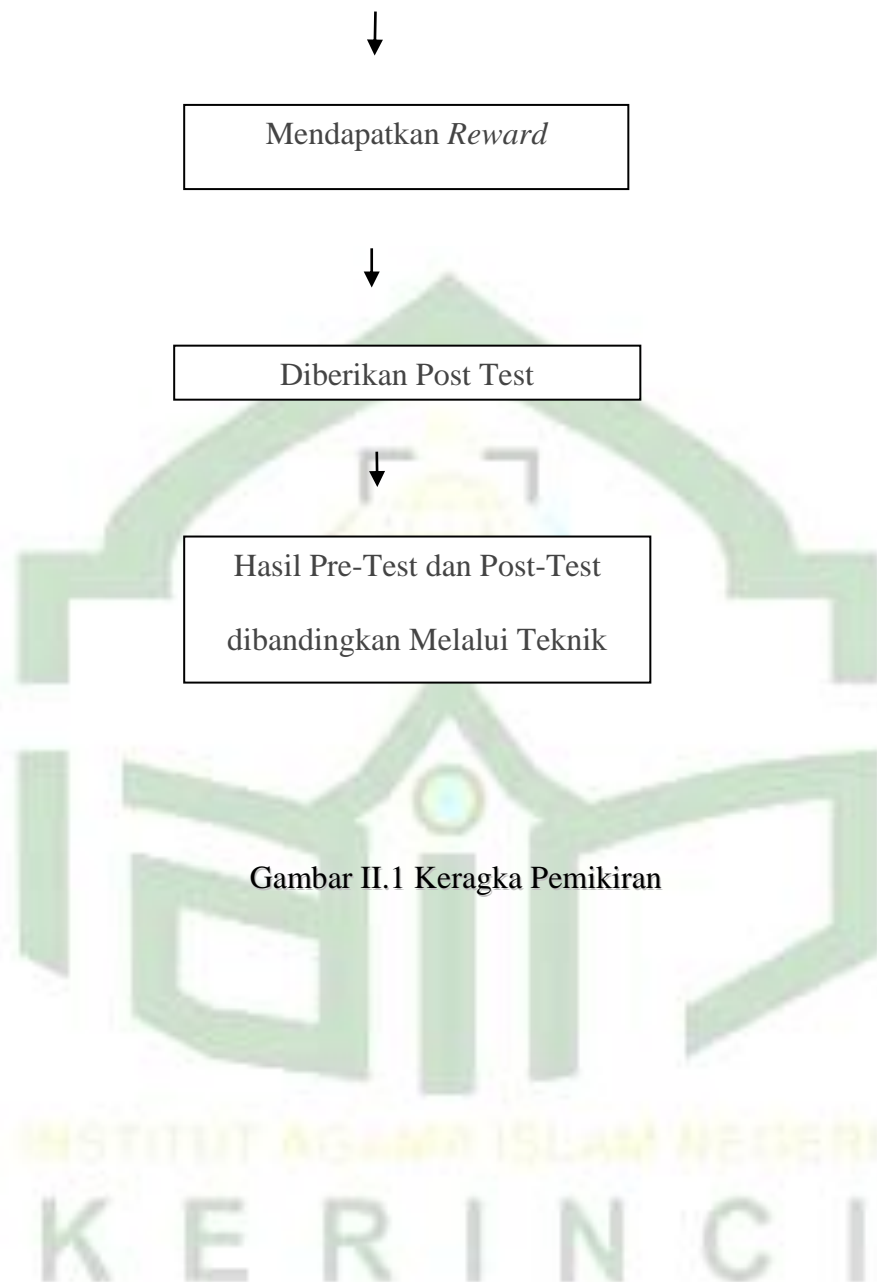 Mendapatkan Reward
Diberikan Post Test
Hasil Pre-Test dan Post-Test
dibandingkan Melalui Teknik
Gambar II.1 Keragka Pemikiran
INSTITUT AGAMA ISLAM NEGERI
KERINCI